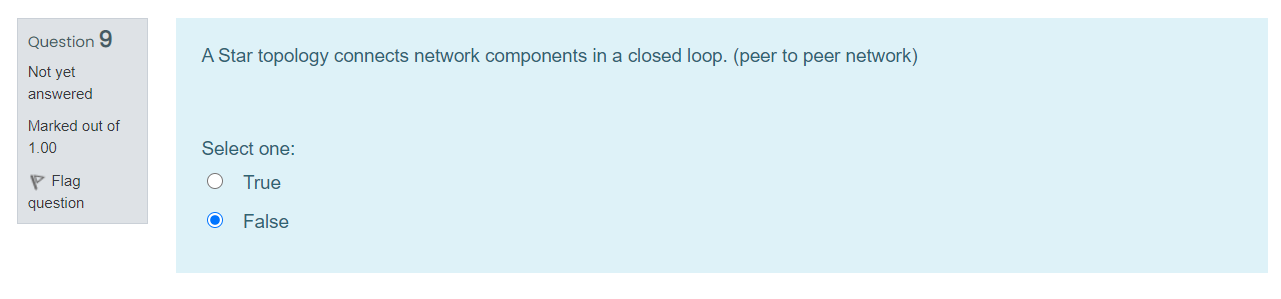 Question 9
Not yet
answered
Marked out of
1.00
Flag
question
A Star topology connects network components in a closed loop. (peer to peer network)
Select one:
True
False